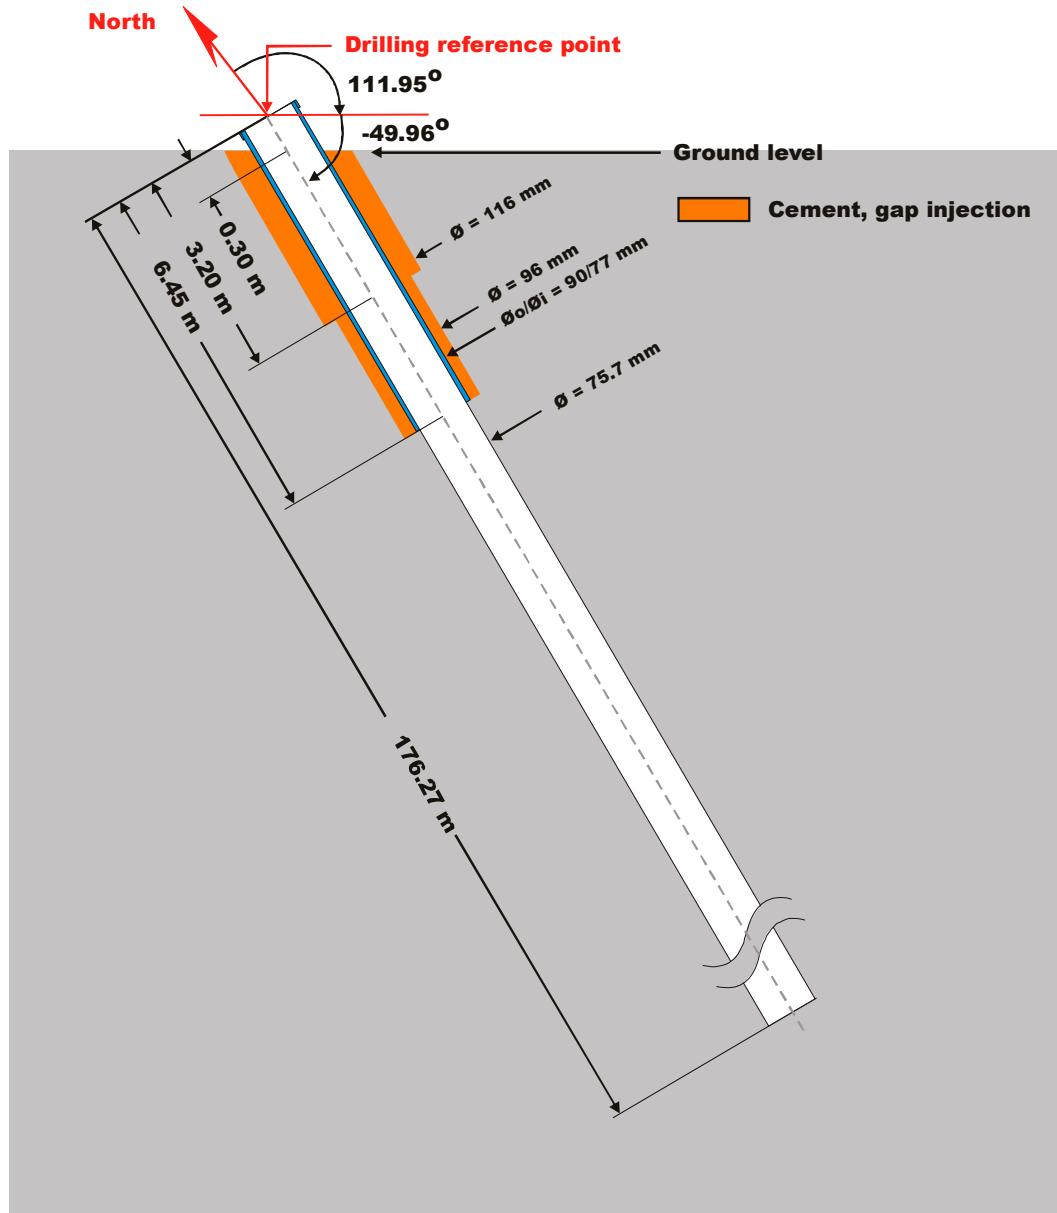 North
Drilling reference point
111.95°
-49.96°
Ground level
Cement, gap injection
Ø = 116 mm
Ø = 96 mm
Øo/Øi = 90/77 mm
Ø = 75.7 mm
0.30 m
3.20 m
6.45 m
176.27 m